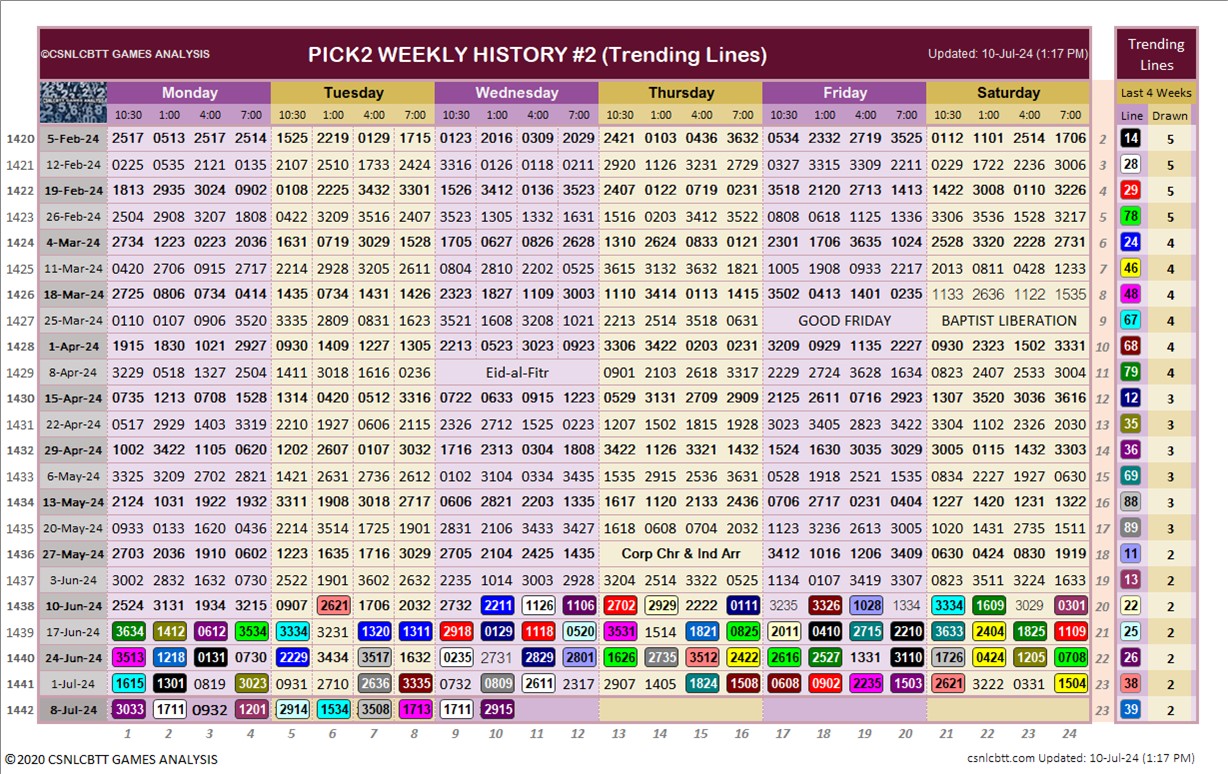 ©CSNLCBTT GAMES ANALYSIS PICK2 WEEKLY HISTORY #2 (Trending Lines) Updated: 10-Jul-24 (1:17 PM)
Trending Lines
Monday Tuesday Wednesday Thursday Friday Saturday Last 4 Weeks
10:30 1:00 4:00 7:00 10:30 1:00 4:00 7:00 10:30 1:00 4:00 7:00 10:30 1:00 4:00 7:00 10:30 1:00 4:00 7:00 10:30 1:00 4:00 7:00 Line Drawn
1420 5-Feb-24 2517 0513 2517 2514 1525 2219 0129 1715 0123 2016 0309 2029 2421 0103 0436 3632 0534 2332 2719 3525 0112 1101 2514 1706 2 14 5
1421 12-Feb-24 0225 0535 2121 0135 2107 2510 1733 2424 3316 0126 0118 0211 2920 1126 3231 2729 0327 3315 3309 2211 0229 1722 2236 3006 3 28 5
1422 19-Feb-24 1813 2935 3024 0902 0108 2225 3432 3301 1526 3412 0136 3523 2407 0122 0719 0231 3518 2120 2713 1413 1422 3008 0110 3226 4 29 5
1423 26-Feb-24 2504 2908 3207 1808 0422 3209 3516 2407 3523 1305 1332 1631 1516 0203 3412 3522 0808 0618 1125 1336 3306 3536 1528 3217 5 78 5
1424 4-Mar-24 2734 1223 0223 2036 1631 0719 3029 1528 1705 0627 0826 2628 1310 2624 0833 0121 2301 1706 3635 1024 2528 3320 2228 2731 6 24 4
1425 11-Mar-24 0420 2706 0915 2717 2214 2928 3205 2611 0804 2810 2202 0525 3615 3132 3632 1821 1005 1908 0933 2217 2013 0811 0428 1233 7 46 4
1426 18-Mar-24 2725 0806 0734 0414 1435 0734 1431 1428 2323 1827 1109 3003 1110 3414 0113 1415 3502 0413 1401 0235 1133 2636 1122 1535 8 48 4
1427 25-Mar-24 0110 0107 0906 3520 3335 2809 0831 1623 3521 1608 3208 1021 2213 2514 3518 0631 GOOD FRIDAY BAPTIST LIBERATION 9 67 4
1428 1-Apr-24 1915 1830 1021 2927 0930 1409 1227 1305 2213 0523 3023 0923 3306 3422 0203 0231 3209 0929 1135 2227 0930 2323 1502 3331 10 68 4
1429 8-Apr-24 3229 0518 1327 2504 1411 3018 1616 0236 Eid-al-Fitr 0901 2103 2618 3317 2229 2724 3628 1634 0823 2407 2533 3004 11 79 4
1430 15-Apr-24 0735 1213 0708 1528 1314 0420 0512 3316 0722 0633 0915 1223 0529 3131 2709 2909 2125 2611 0716 2923 1307 3520 3036 3616 12 12 3
1431 22-Apr-24 0517 2929 1403 3319 2210 1927 0606 2115 2326 2712 1525 0223 1207 1502 1815 1928 3023 3405 2823 3422 3304 1102 2326 2030 13 35 3
1432 29-Apr-24 1002 3422 1105 0620 1202 2607 0107 3032 1716 2313 0304 1808 3422 1126 3321 1432 1524 1630 3035 3029 3005 0115 1432 3303 14 36 3
1433 6-May-24 3325 3209 2702 2821 1421 2631 2736 2611 0102 3104 0334 3435 1535 2915 2536 3631 0528 1918 2521 1535 0834 2227 1927 0630 15 69 3
1434 13-May-24 2124 1031 1922 1932 3311 1908 3018 2717 0606 2821 2203 1335 1617 1120 2133 2436 0706 2717 0231 0404 1227 1420 1231 1322 16 88 3
1435 20-May-24 0933 0133 1620 0436 2214 3514 1725 1901 2831 2106 3433 3427 1618 0608 0704 2032 1123 3236 2613 3005 1020 1431 2735 1511 17 89 3
1436 27-May-24 2703 2036 1910 0602 1223 1635 1716 3029 2705 2104 2425 1435 Corp Chr & Ind Arr 3412 1016 1206 3409 0630 0424 0830 1919 18 11 2
1437 3-Jun-24 3002 2832 1632 0730 2522 1901 3602 2632 2235 1014 3003 2928 3204 2514 3322 0525 1134 0107 3419 3307 0823 3511 3224 1633 19 13 2
1438 10-Jun-24 2524 3131 1934 3215 0907 2621 1706 2032 2732 2211 1126 1106 2702 2929 2222 0111 3235 3326 1028 1334 3334 1609 3029 0301 20 22 2
1439 17-Jun-24 3634 1412 0612 3534 3334 3231 1320 1311 2918 0129 1118 0520 3531 1514 1821 0825 2011 0410 2715 2210 3633 2404 1825 1109 21 25 2
1440 24-Jun-24 3513 1218 0131 0730 2229 3434 3517 1632 0235 2731 2829 2801 1626 2735 3512 2422 2616 2527 1331 3110 1726 0424 1205 0708 22 26 2
1441 1-Jul-24 1615 1301 0819 3023 0931 2710 2636 3335 0732 0809 2611 2317 2907 1405 1824 1508 0608 0902 2235 1503 2621 3222 0331 1504 23 38 2
1442 8-Jul-24 3033 1711 0932 1201 2914 1534 3508 1713 1711 2915 23 39 2
1 2 3 4 5 6 7 8 9 10 11 12 13 14 15 16 17 18 19 20 21 22 23 24
©2020 CSNLCBTT GAMES ANALYSIS csnlcbtt.com Updated: 10-Jul-24 (1:17 PM)